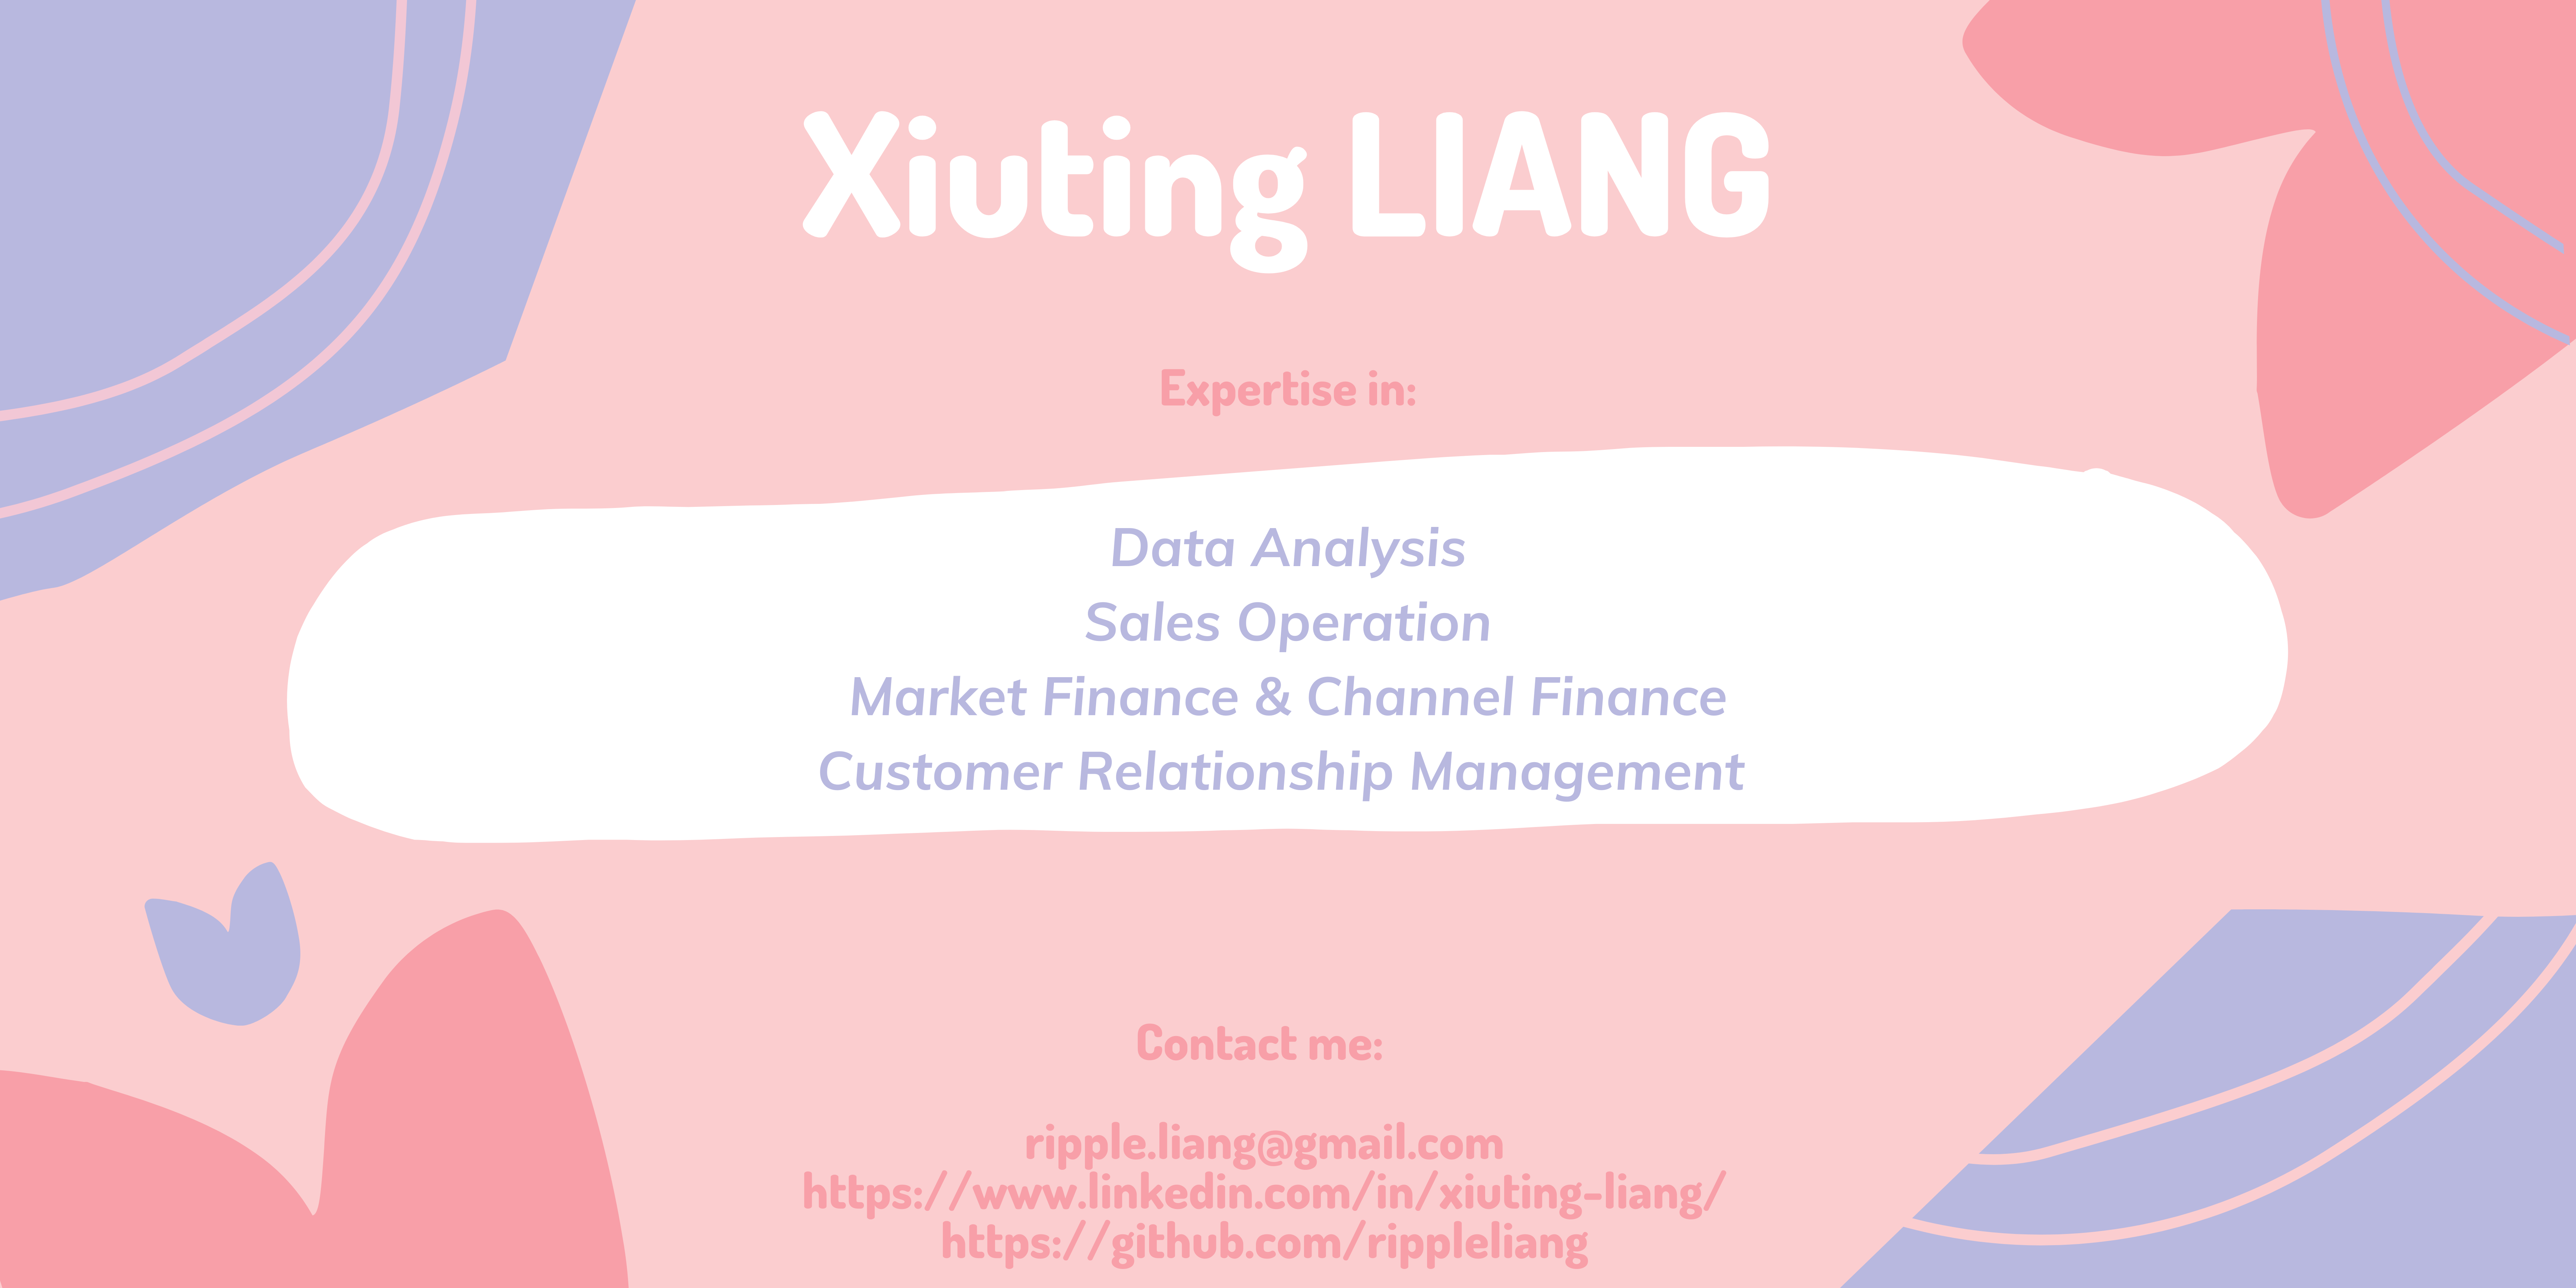 Xiuting LIANG
Expertise in:
Data Analysis
Sales Operation
Market Finance & Channel Finance
Customer Relationship Management
Contact me:
ripple.liang@gmail.com
https://www.linkedin.com/in/xiuting-liang/
https://github.com/rippleliang